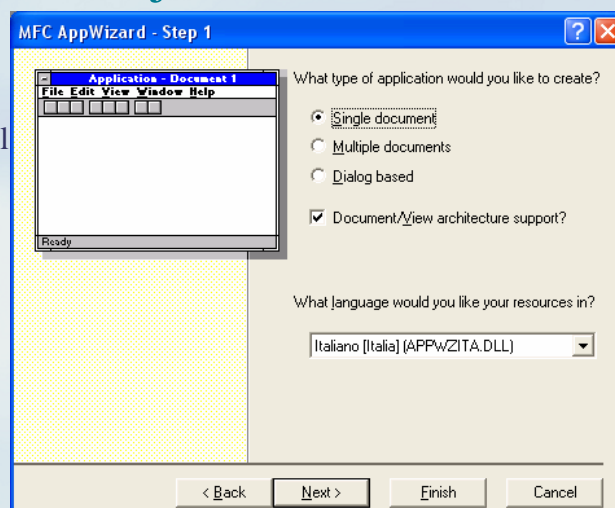 MFC AppWizard - Step 1
Application - Document 1
File Edit View Window Help
Ready
What type of application would you like to create?
Single document
Multiple documents
Dialog based
Document/View architecture support?
What language would you like your resources in?
Italiano [Italia] (APPWZITA.DLL)
< Back Next > Finish Cancel